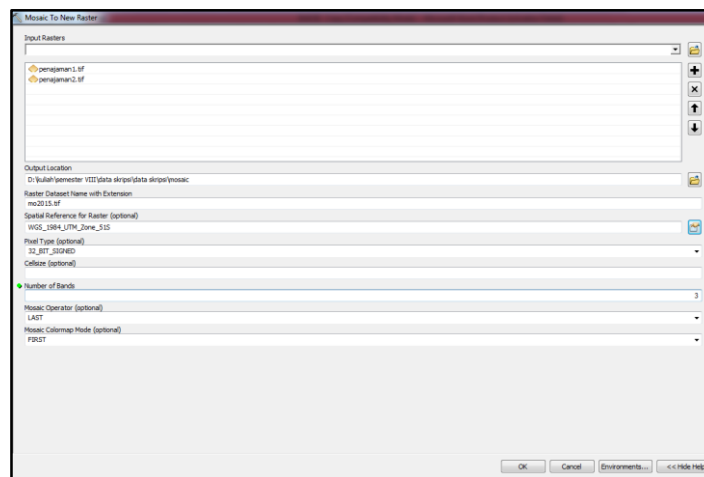 Mosaic To New Raster
Input Rasters
penajaman1.tif
penajaman2.tif
Output Location
D:\kuliah\semester VIII\data skripsi\data skripsi\mosaic
Raster Dataset Name with Extension
mo2015.tif
Spatial Reference for Raster (optional)
WGS_1984_UTM_Zone_51S
Pixel Type (optional)
32_BIT_SIGNED
Cellsize (optional)
Number of Bands
3
Mosaic Operator (optional)
LAST
Mosaic Colormap Mode (optional)
FIRST
OK Cancel Environments... << Hide Help